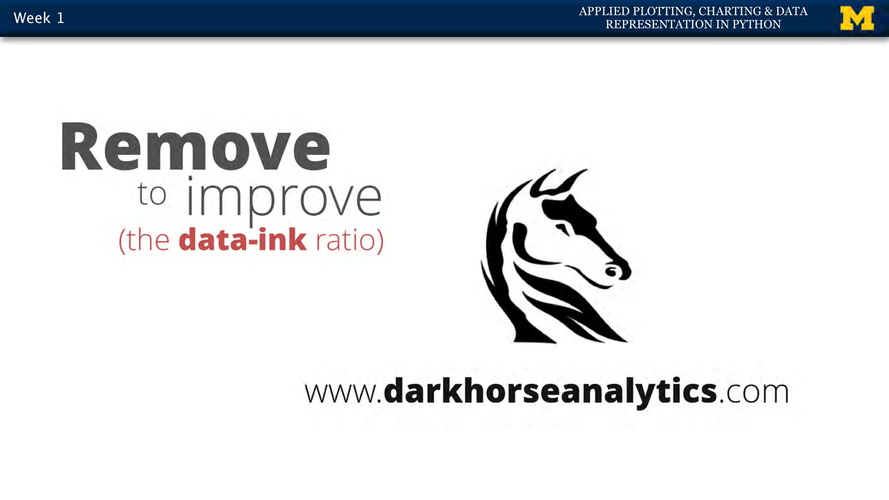 Week 1
APPLIED PLOTTING, CHARTING & DATA
REPRESENTATION IN PYTHON
M
Remove
to improve
(the data-ink ratio)
www.darkhorseanalytics.com